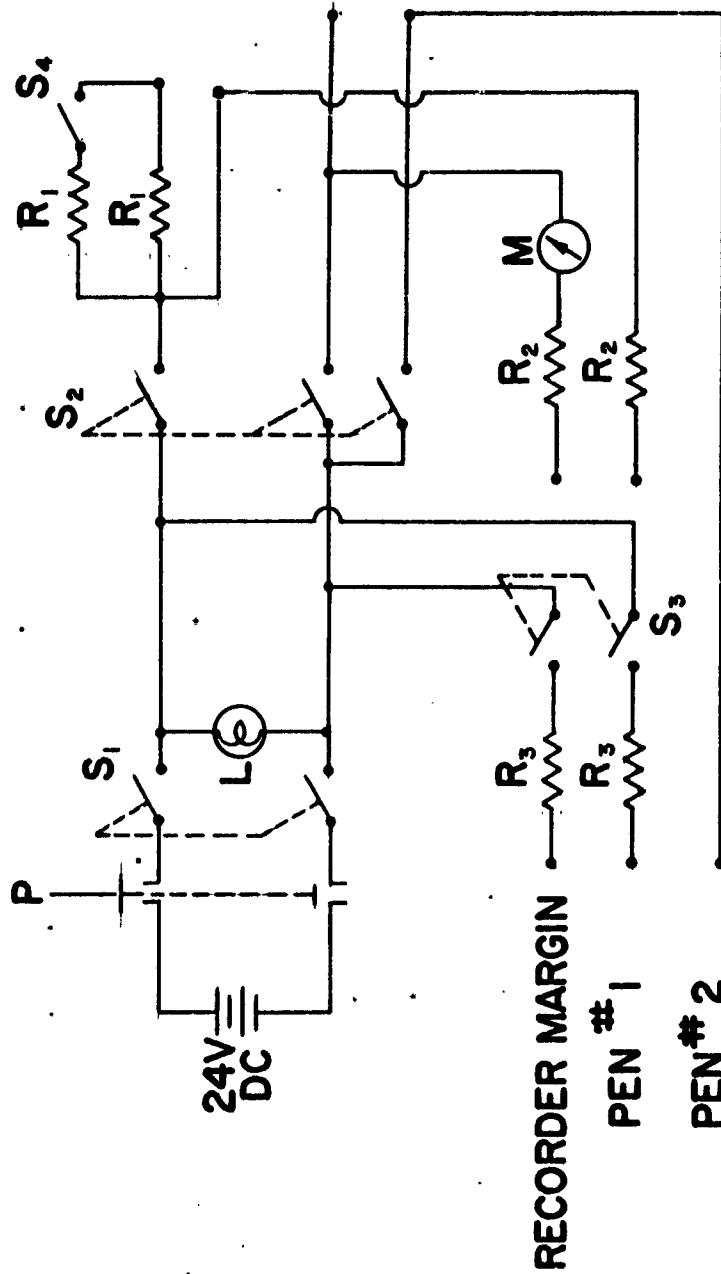 P
24V
DC
S₁
L
S₂
S₄
R₁
R₁
M
R₂
R₂
S₃
R₃
R₃
RECORDER MARGIN
PEN #1
PEN #2